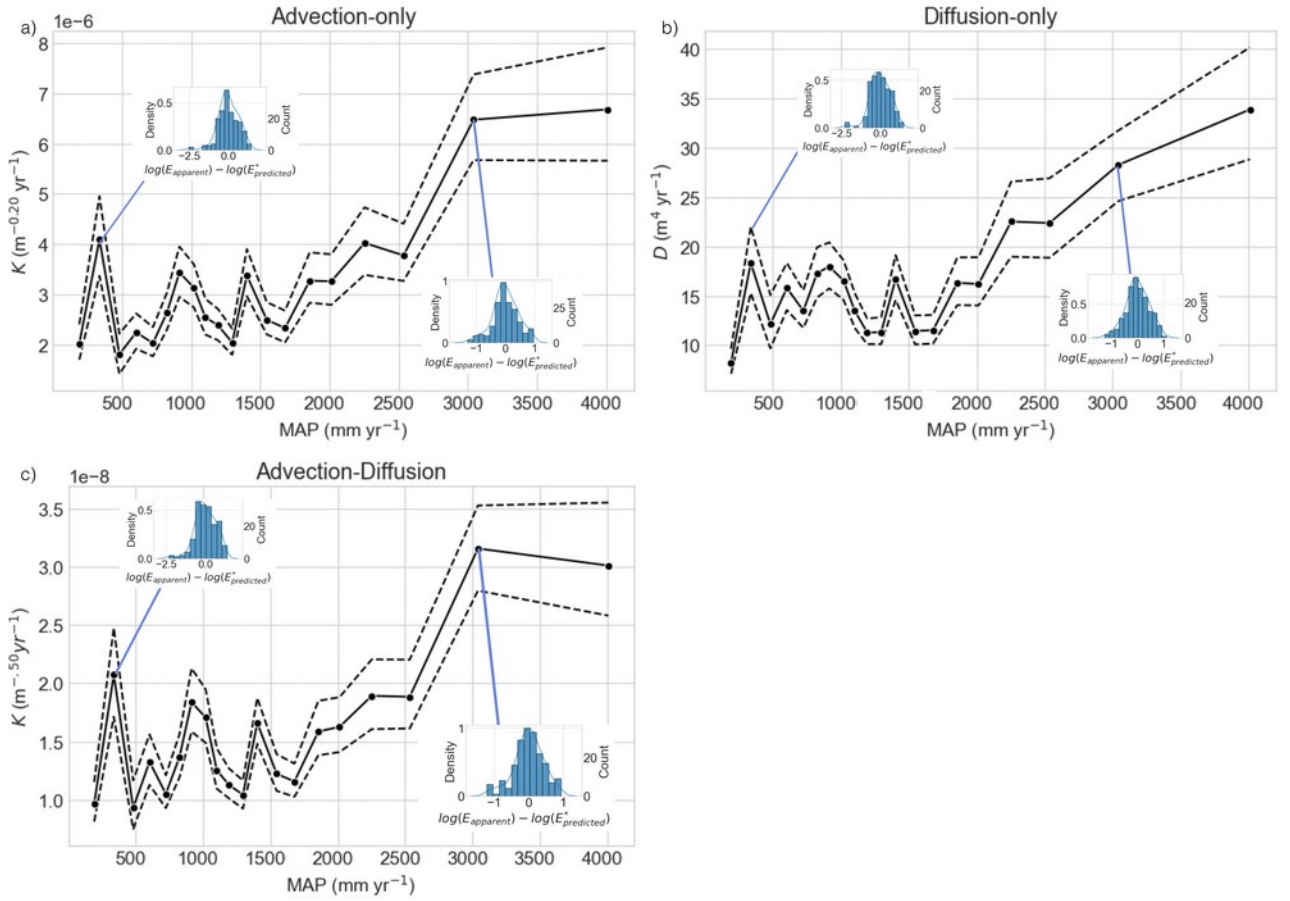 a)
Advection-only
1e−6
K (m⁻⁰·²⁰ yr⁻¹)
8
7
6
5
4
3
2
500 1000 1500 2000 2500 3000 3500 4000
MAP (mm yr⁻¹)
Density
0.5
0.0
−2.5 0.0
20
0
Count
log(E_apparent) − log(E*_predicted)
Density
1
0
−1 0 1
25
0
Count
log(E_apparent) − log(E*_predicted)
b)
Diffusion-only
D (m⁴ yr⁻¹)
40
35
30
25
20
15
10
500 1000 1500 2000 2500 3000 3500 4000
MAP (mm yr⁻¹)
Density
0.5
0.0
−2.5 0.0
20
0
Count
log(E_apparent) − log(E*_predicted)
Density
0.5
0.0
−1 0 1
20
0
Count
log(E_apparent) − log(E*_predicted)
c)
Advection-Diffusion
1e−8
K (m⁻·⁵⁰yr⁻¹)
3.5
3.0
2.5
2.0
1.5
1.0
500 1000 1500 2000 2500 3000 3500 4000
MAP (mm yr⁻¹)
Density
0.5
0.0
−2.5 0.0
20
0
Count
log(E_apparent) − log(E*_predicted)
Density
1
0
−1 0 1
20
0
Count
log(E_apparent) − log(E*_predicted)